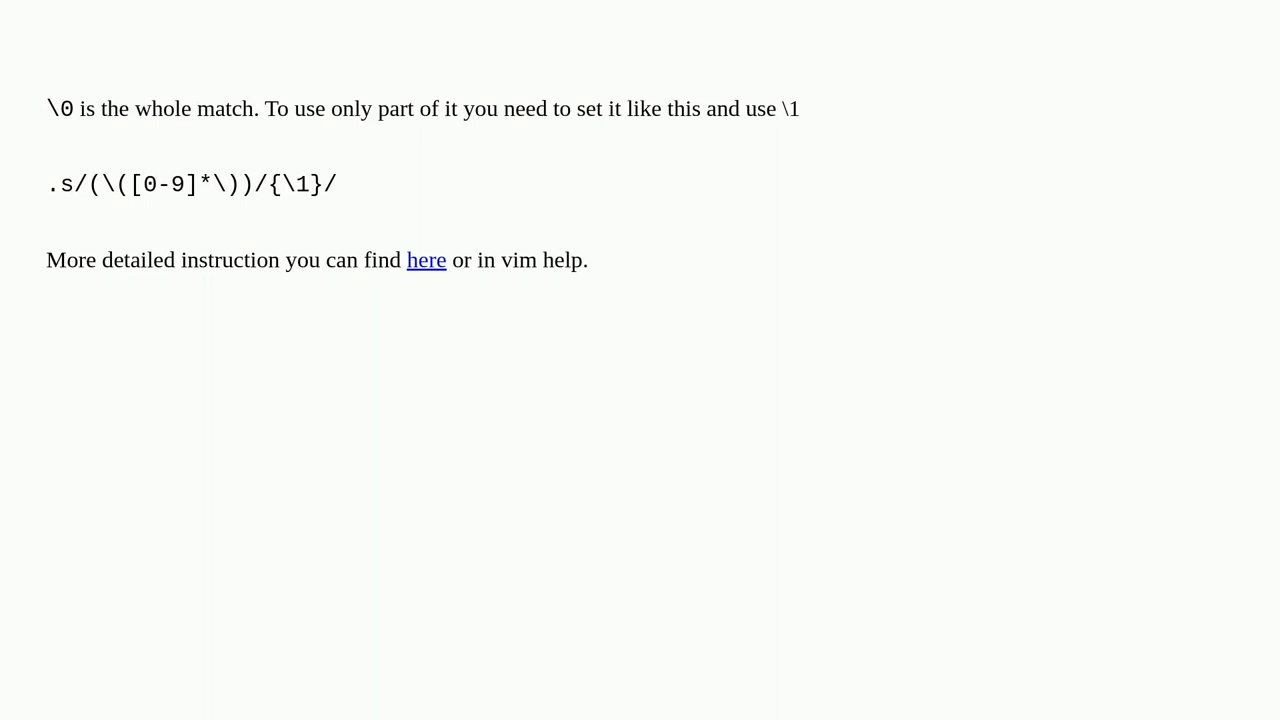 \0 is the whole match. To use only part of it you need to set it like this and use \1
.s/(\([0-9]*\))/{\1}/
More detailed instruction you can find here or in vim help.